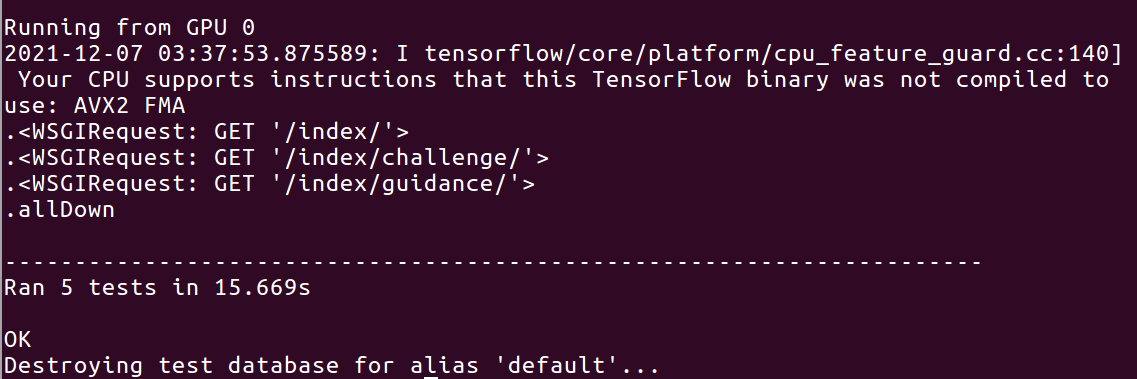 Running from GPU 0
2021-12-07 03:37:53.875589: I tensorflow/core/platform/cpu_feature_guard.cc:140]
 Your CPU supports instructions that this TensorFlow binary was not compiled to
use: AVX2 FMA
.<WSGIRequest: GET '/index/'>
.<WSGIRequest: GET '/index/challenge/'>
.<WSGIRequest: GET '/index/guidance/'>
.allDown
----------------------------------------------------------------------
Ran 5 tests in 15.669s
OK
Destroying test database for alias 'default'...